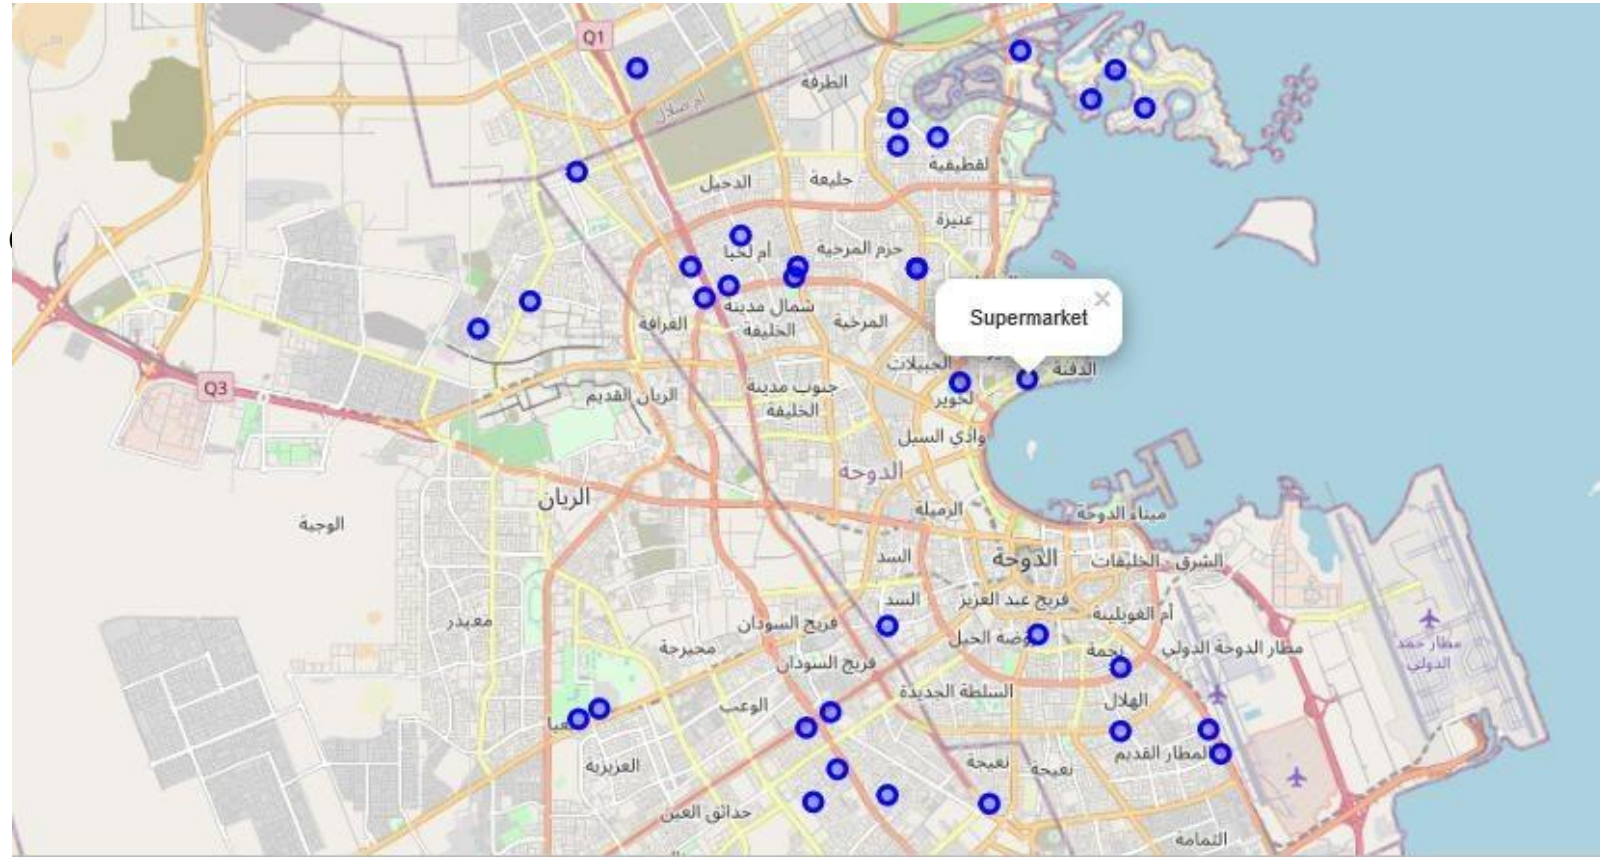 Q1
الطرفة
أم صلال
لقطيفية
الدحيل
خليفة
عنيزة
أم لخبا
حزم المرخية
Supermarket
×
شمال مدينة
الخليفة
الغرافة
المرخية
الجبيلات
الدفنة
Q3
الريان القديم
جنوب مدينة
الخليفة
لخوير
وادي السيل
الدوحة
الريان
الوجبة
الرميلة
ميناء الدوحة
السد
الدوحة
الشرق - الخليفات
السد
فريج عبد العزيز
أم الغويلينة
معيذر
فريج السودان
محيرجة
وضة الخيل
نجمة
مطار الدوحة الدولي
مطار حمد
الدولي
فريج السودان
السلطة الجديدة
الوعب
الهلال
العزيزية
نعيجة
نعيجة
المطار القديم
حدائق العين
الثمامة